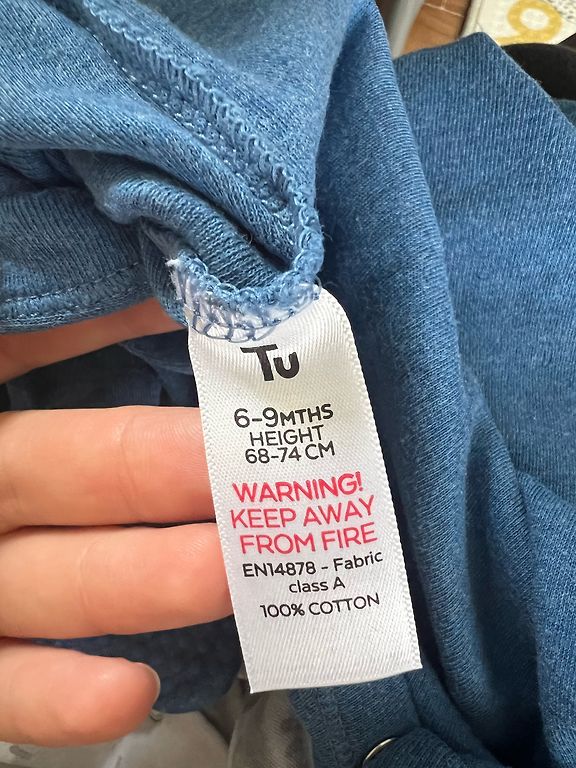 Tu
6-9MTHS
HEIGHT
68-74 CM
WARNING!
KEEP AWAY
FROM FIRE
EN14878 - Fabric
class A
100% COTTON